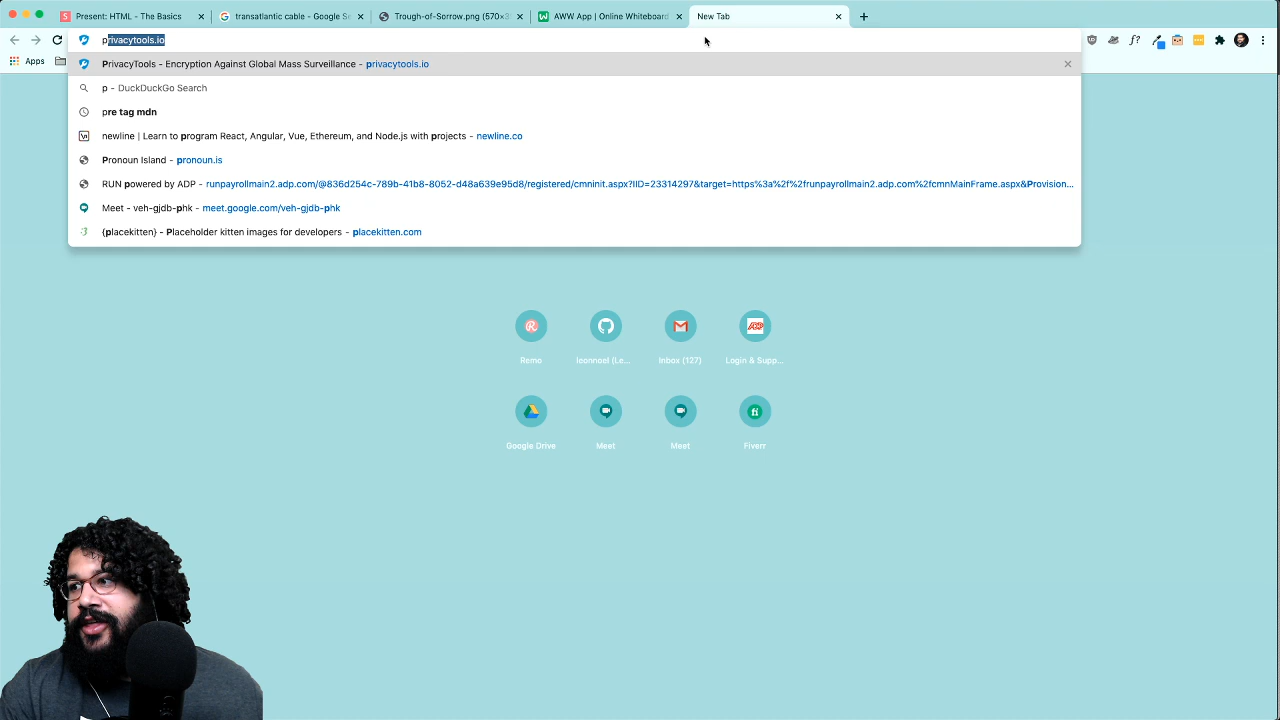 Present: HTML - The Basics
transatlantic cable - Google Se
Trough-of-Sorrow.png (570×3
AWW App | Online Whiteboard
New Tab
privacytools.io
f?
Apps
PrivacyTools - Encryption Against Global Mass Surveillance - privacytools.io
p - DuckDuckGo Search
pre tag mdn
newline | Learn to program React, Angular, Vue, Ethereum, and Node.js with projects - newline.co
Pronoun Island - pronoun.is
RUN powered by ADP - runpayrollmain2.adp.com/@836d254c-789b-41b8-8052-d48a639e95d8/registered/cmninit.aspx?IID=23314297&target=https%3a%2f%2frunpayrollmain2.adp.com%2fcmnMainFrame.aspx&Provision...
Meet - veh-gjdb-phk - meet.google.com/veh-gjdb-phk
{placekitten} - Placeholder kitten images for developers - placekitten.com
Remo
leonnoel (Le...
Inbox (127)
Login & Supp...
Google Drive
Meet
Meet
Fiverr